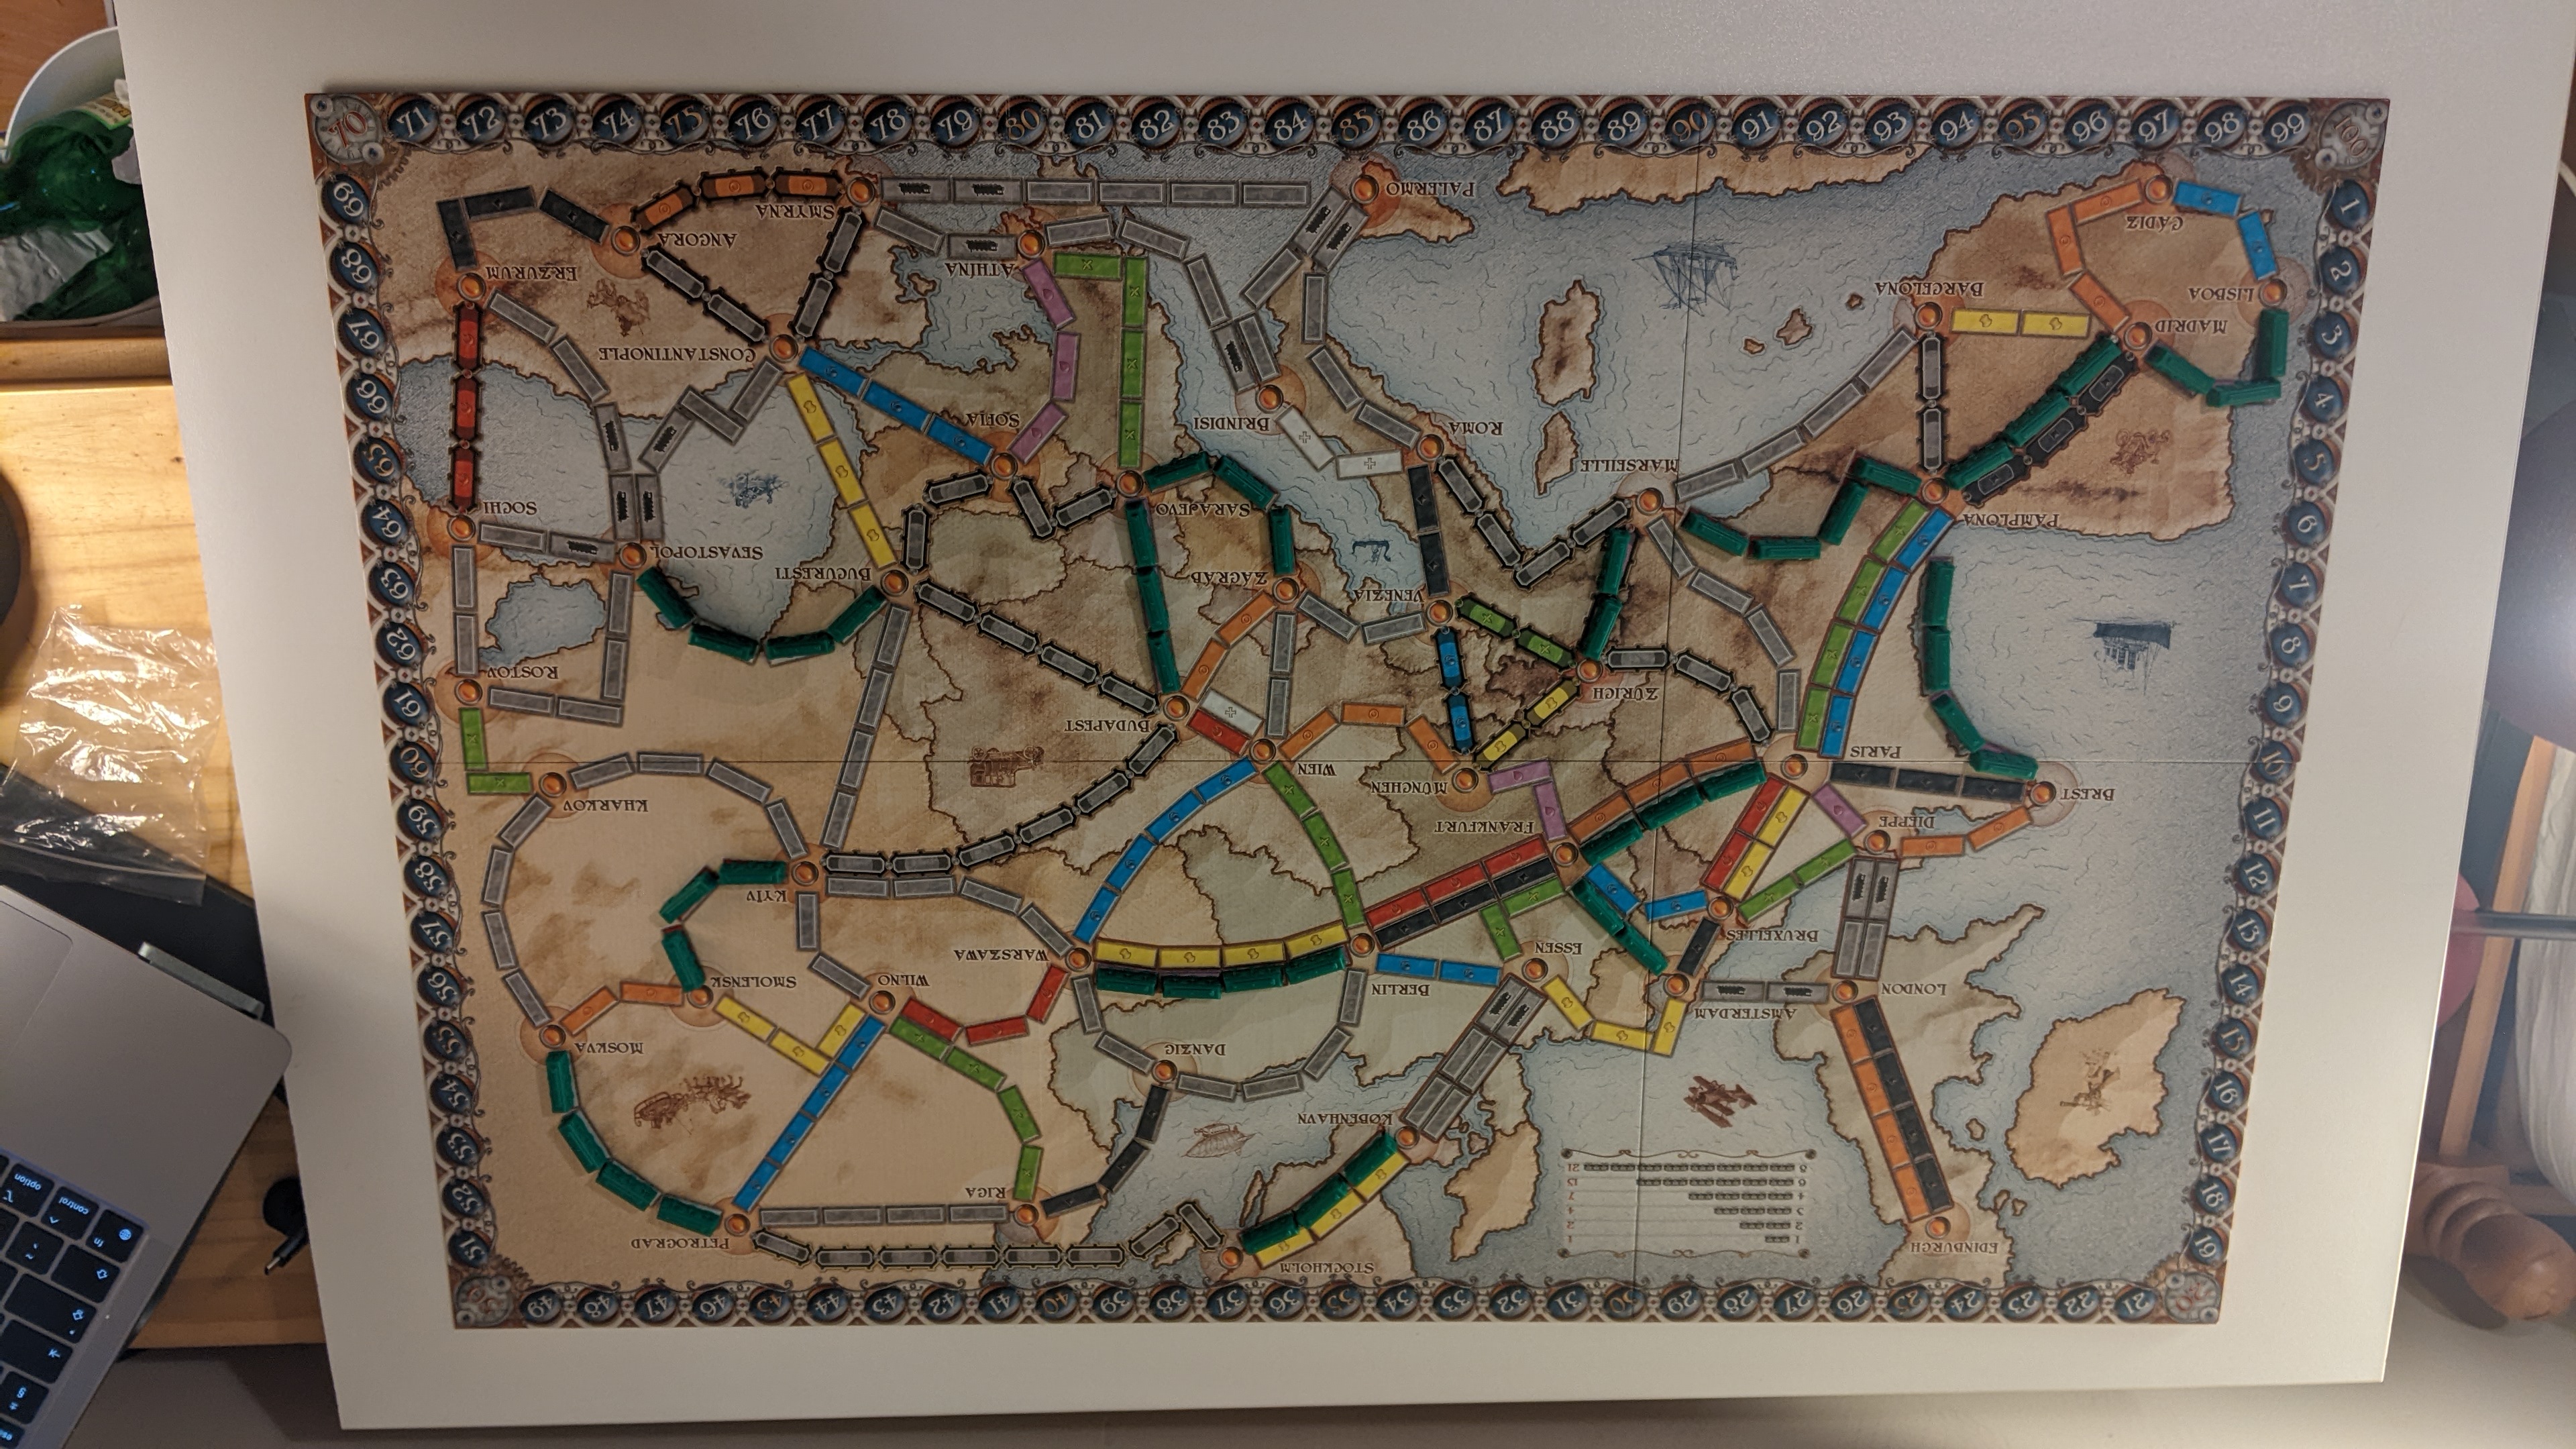 70 71 72 73 74 75 76 77 78 79 80 81 82 83 84 85 86 87 88 89 90 91 92 93 94 95 96 97 98 99 100
69
68
67
66
65
64
63
62
61
60
59
58
57
56
55
54
53
52
51
1
2
3
4
5
6
7
8
9
10
11
12
13
14
15
16
17
18
19
49 48 47 46 45 44 43 42 41 40 39 38 37 36 35 34 33 32 31 30 29 28 27 26 25 24 23 22 21
EDINBURGH
LONDON
AMSTERDAM
ESSEN
BRUXELLES
DIEPPE
BREST
PARIS
FRANKFURT
BERLIN
KØBENHAVN
STOCKHOLM
DANZIG
RIGA
PETROGRAD
MOSKVA
SMOLENSK
WILNO
WARSZAWA
KYÏV
KHARKOV
MÜNCHEN
WIEN
BUDAPEST
ZÜRICH
ROSTOV
PAMPLONA
MARSEILLE
VENEZIA
ZAGRAB
BUCURESTI
SEVASTOPOL
SOCHI
SARAJEVO
ROMA
BRINDISI
SOFIA
CONSTANTINOPLE
MADRID
LISBOA
BARCELONA
CADIZ
PALERMO
ATHINA
SMYRNA
ANGORA
ERZURUM
8 21
6 15
4 7
3 4
2 2
1 1
option
control
fn
esc